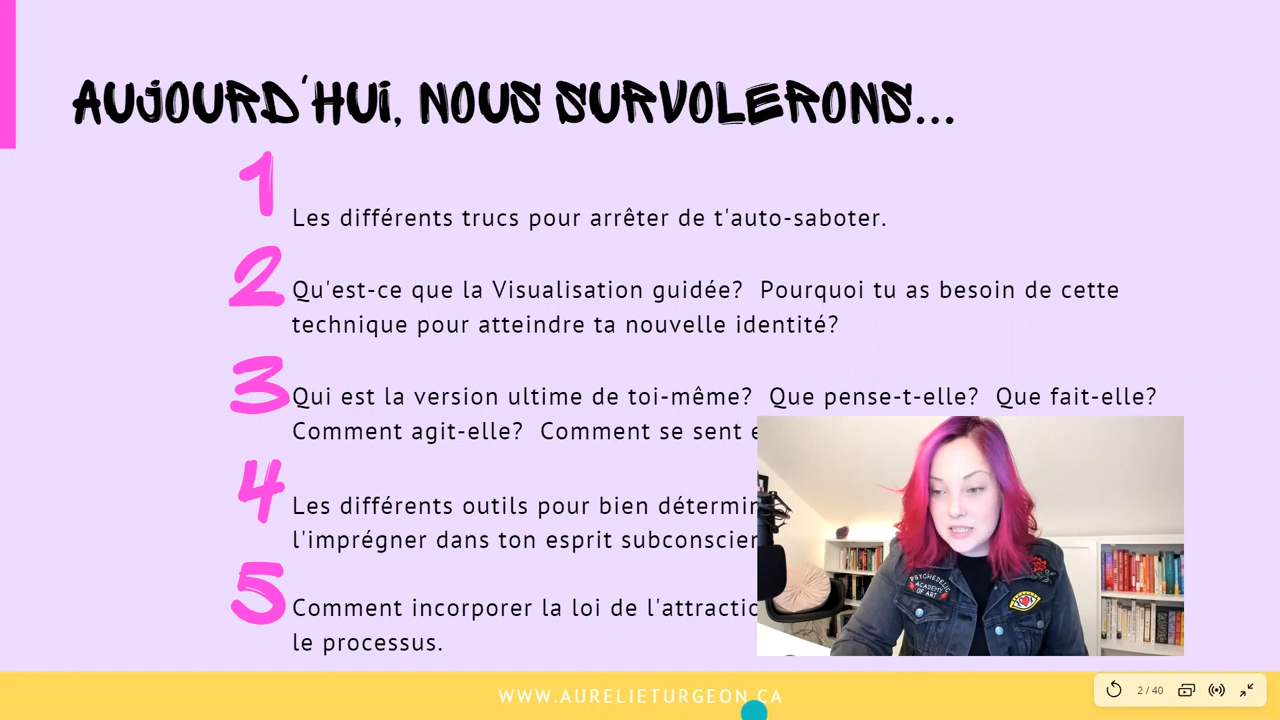 AUJOURD'HUI, NOUS SURVOLERONS...
1
Les différents trucs pour arrêter de t'auto-saboter.
2
Qu'est-ce que la Visualisation guidée?  Pourquoi tu as besoin de cette
technique pour atteindre ta nouvelle identité?
3
Qui est la version ultime de toi-même?  Que pense-t-elle?  Que fait-elle?
Comment agit-elle?  Comment se sent
4
Les différents outils pour bien
l'imprégner dans ton esprit
5
Comment incorporer la loi de
le processus.
PSYCHEDELIC
ACADEMY
OF ART
WWW.AURELIETURGEON.CA
2 / 40